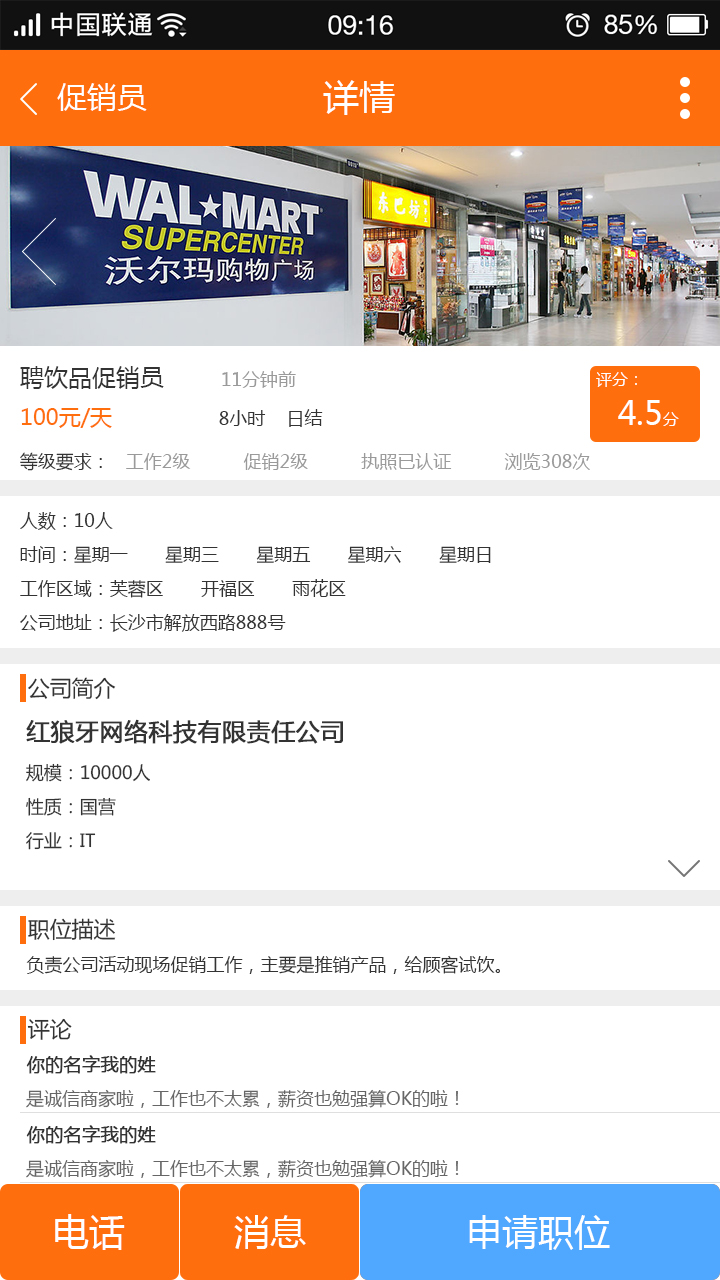 中国联通 09:16 85%
促销员 详情
WAL★MART
SUPERCENTER
沃尔玛购物广场
东巴坊
聘饮品促销员 11分钟前 评分：
100元/天 8小时 日结 4.5分
等级要求： 工作2级 促销2级 执照已认证 浏览308次
人数：10人
时间：星期一 星期三 星期五 星期六 星期日
工作区域：芙蓉区 开福区 雨花区
公司地址：长沙市解放西路888号
公司简介
红狼牙网络科技有限责任公司
规模：10000人
性质：国营
行业：IT
职位描述
负责公司活动现场促销工作，主要是推销产品，给顾客试饮。
评论
你的名字我的姓
是诚信商家啦，工作也不太累，薪资也勉强算OK的啦！
你的名字我的姓
是诚信商家啦，工作也不太累，薪资也勉强算OK的啦！
电话 消息 申请职位